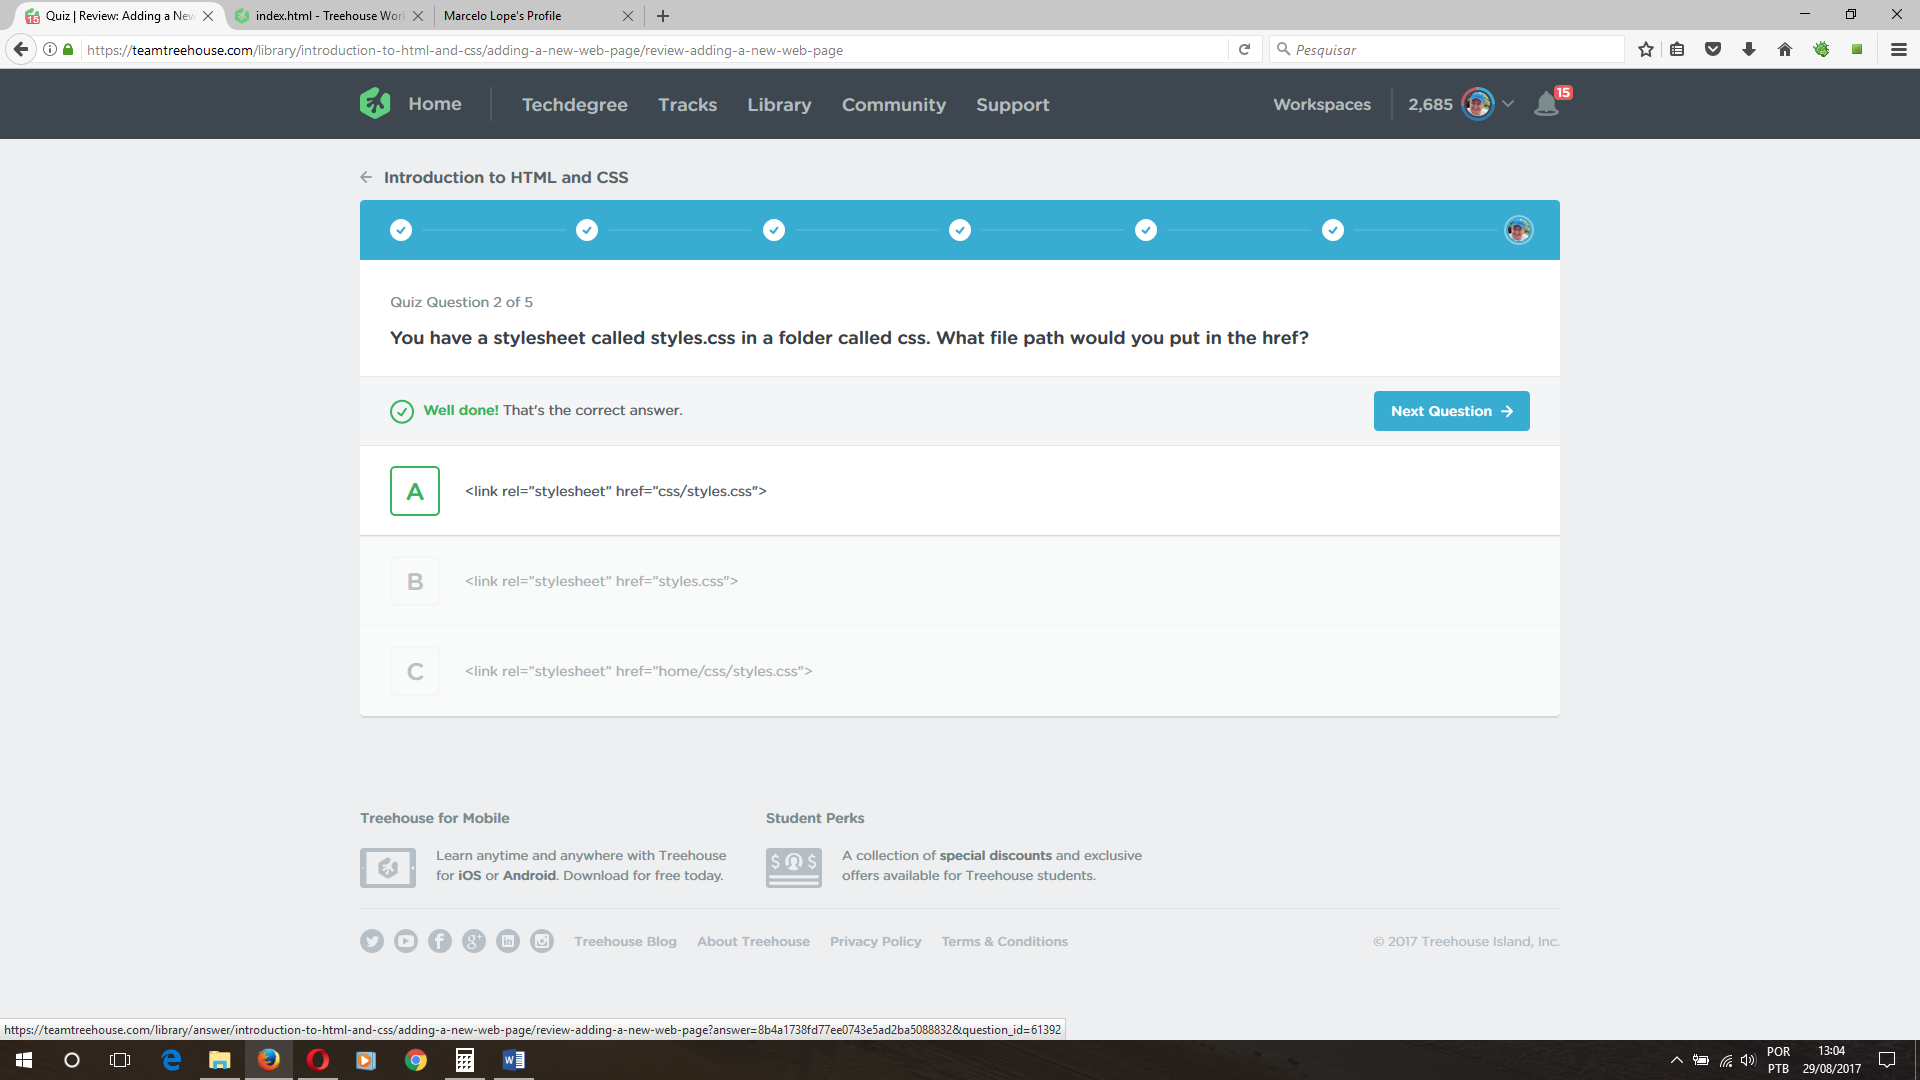 Quiz | Review: Adding a New
index.html - Treehouse Wor
Marcelo Lope's Profile
https://teamtreehouse.com/library/introduction-to-html-and-css/adding-a-new-web-page/review-adding-a-new-web-page
Pesquisar
Home
Techdegree
Tracks
Library
Community
Support
Workspaces
2,685
15
Introduction to HTML and CSS
Quiz Question 2 of 5
You have a stylesheet called styles.css in a folder called css. What file path would you put in the href?
Well done! That's the correct answer.
Next Question
A
<link rel="stylesheet" href="css/styles.css">
B
<link rel="stylesheet" href="styles.css">
C
<link rel="stylesheet" href="home/css/styles.css">
Treehouse for Mobile
Learn anytime and anywhere with Treehouse
for iOS or Android. Download for free today.
Student Perks
A collection of special discounts and exclusive
offers available for Treehouse students.
Treehouse Blog
About Treehouse
Privacy Policy
Terms & Conditions
© 2017 Treehouse Island, Inc.
https://teamtreehouse.com/library/answer/introduction-to-html-and-css/adding-a-new-web-page/review-adding-a-new-web-page?answer=8b4a1738fd77ee0743e5ad2ba5088832&question_id=61392
POR
PTB
13:04
29/08/2017